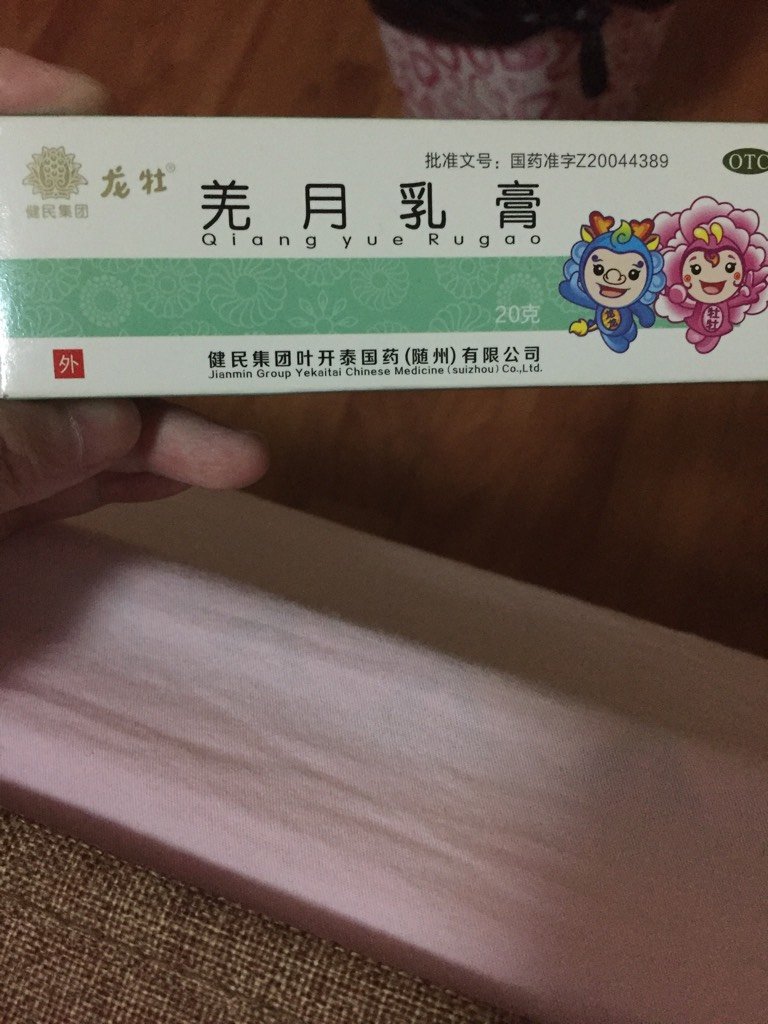 批准文号：国药准字Z20044389
OTC
龙牡®
健民集团
羌月乳膏
Qiang yue Rugao
20克
外
健民集团叶开泰国药(随州)有限公司
Jianmin Group Yekaitai Chinese Medicine (suizhou) Co.,Ltd.